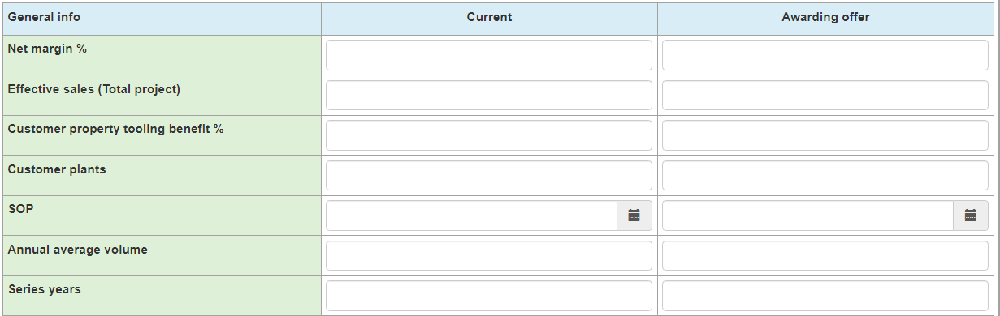 General info Current Awarding offer
Net margin %
Effective sales (Total project)
Customer property tooling benefit %
Customer plants
SOP
Annual average volume
Series years